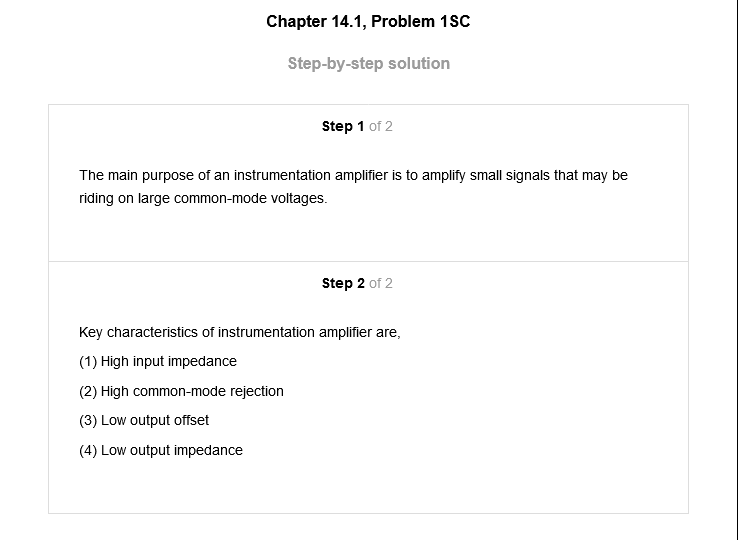 Chapter 14.1, Problem 1SC
Step-by-step solution
Step 1 of 2
The main purpose of an instrumentation amplifier is to amplify small signals that may be
riding on large common-mode voltages.
Step 2 of 2
Key characteristics of instrumentation amplifier are,
(1) High input impedance
(2) High common-mode rejection
(3) Low output offset
(4) Low output impedance